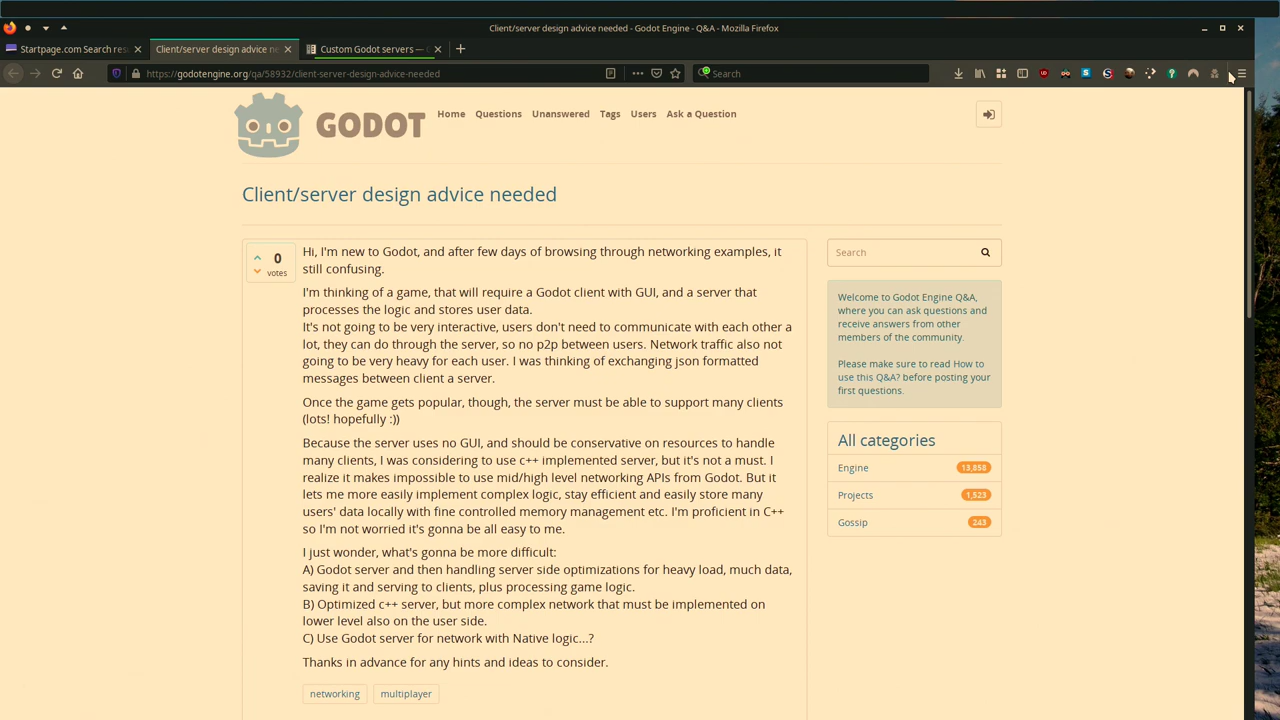 Client/server design advice needed - Godot Engine - Q&A - Mozilla Firefox
Startpage.com Search res
Client/server design advice ne
Custom Godot servers —
https://godotengine.org/qa/58932/client-server-design-advice-needed
Search
GODOT
Home
Questions
Unanswered
Tags
Users
Ask a Question
Client/server design advice needed
0
votes
Hi, I'm new to Godot, and after few days of browsing through networking examples, it
still confusing.
I'm thinking of a game, that will require a Godot client with GUI, and a server that
processes the logic and stores user data.
It's not going to be very interactive, users don't need to communicate with each other a
lot, they can do through the server, so no p2p between users. Network traffic also not
going to be very heavy for each user. I was thinking of exchanging json formatted
messages between client a server.
Once the game gets popular, though, the server must be able to support many clients
(lots! hopefully :))
Because the server uses no GUI, and should be conservative on resources to handle
many clients, I was considering to use c++ implemented server, but it's not a must. I
realize it makes impossible to use mid/high level networking APIs from Godot. But it
lets me more easily implement complex logic, stay efficient and easily store many
users' data locally with fine controlled memory management etc. I'm proficient in C++
so I'm not worried it's gonna be all easy to me.
I just wonder, what's gonna be more difficult:
A) Godot server and then handling server side optimizations for heavy load, much data,
saving it and serving to clients, plus processing game logic.
B) Optimized c++ server, but more complex network that must be implemented on
lower level also on the user side.
C) Use Godot server for network with Native logic...?
Thanks in advance for any hints and ideas to consider.
networking
multiplayer
Search
Welcome to Godot Engine Q&A,
where you can ask questions and
receive answers from other
members of the community.
Please make sure to read How to
use this Q&A? before posting your
first questions.
All categories
Engine
13,858
Projects
1,523
Gossip
243